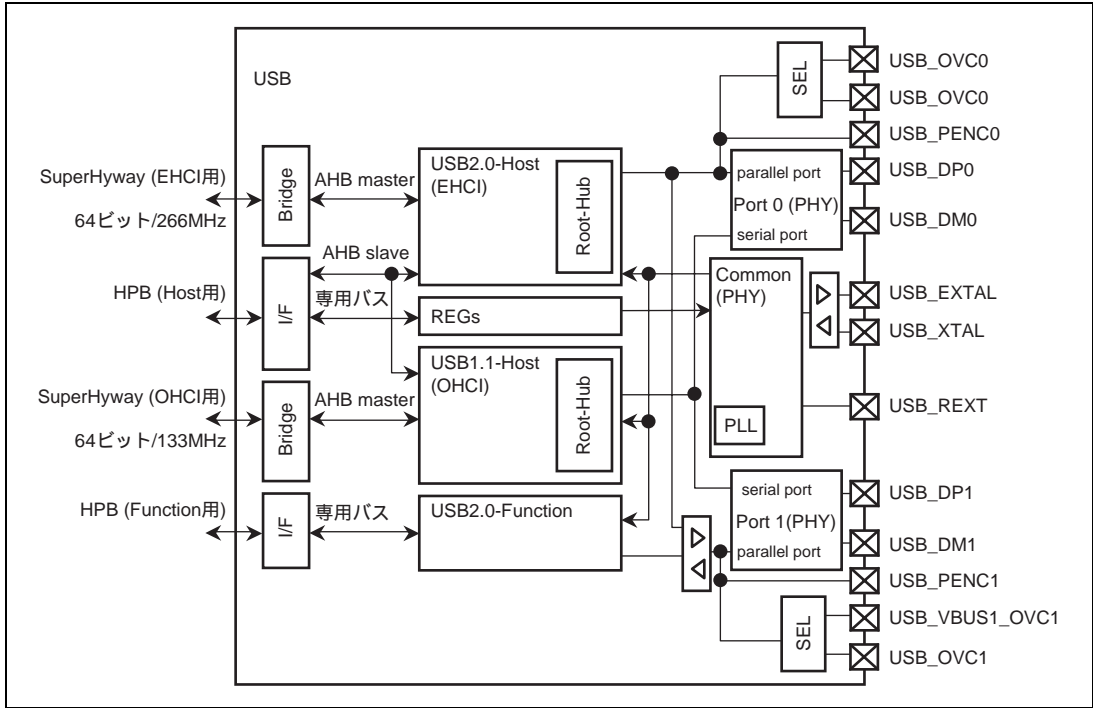 USB
SEL
USB_OVC0
USB_OVC0
USB_PENC0
SuperHyway (EHCI用)
64ビット/266MHz
Bridge
AHB master
USB2.0-Host
(EHCI)
Root-Hub
parallel port
Port 0 (PHY)
serial port
USB_DP0
USB_DM0
HPB (Host用)
I/F
AHB slave
専用バス
REGs
Common
(PHY)
PLL
USB_EXTAL
USB_XTAL
USB_REXT
SuperHyway (OHCI用)
64ビット/133MHz
Bridge
AHB master
USB1.1-Host
(OHCI)
Root-Hub
HPB (Function用)
I/F
専用バス
USB2.0-Function
serial port
Port 1(PHY)
parallel port
USB_DP1
USB_DM1
USB_PENC1
SEL
USB_VBUS1_OVC1
USB_OVC1